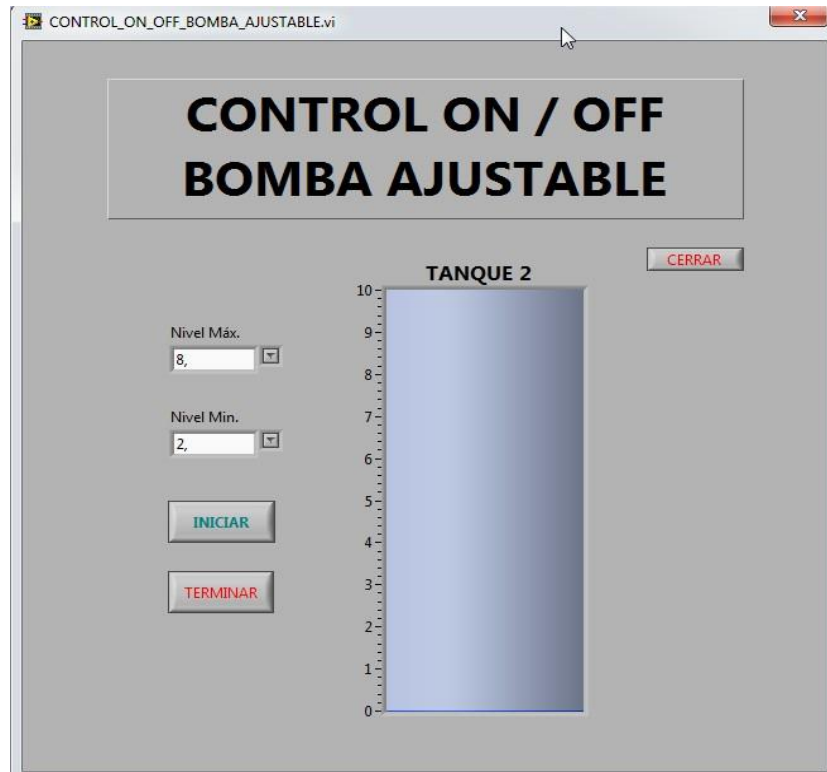 CONTROL_ON_OFF_BOMBA_AJUSTABLE.vi
CONTROL ON / OFF
BOMBA AJUSTABLE
CERRAR
TANQUE 2
Nivel Máx.
8,
Nivel Min.
2,
INICIAR
TERMINAR
10
9
8
7
6
5
4
3
2
1
0